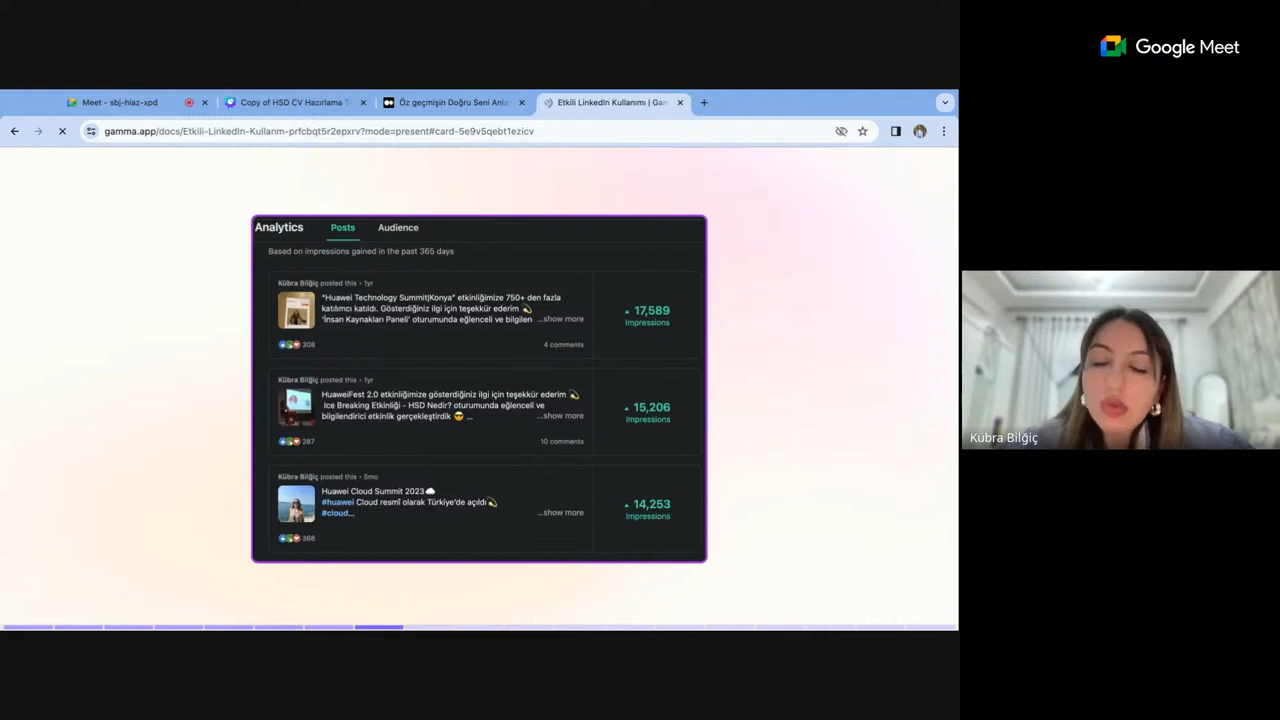 Google Meet
Meet - sbj-hiaz-xpd
Copy of HSD CV Hazırlama T
Öz geçmişin Doğru Seni Anla
Etkili LinkedIn Kullanımı | Gam
gamma.app/docs/Etkili-LinkedIn-Kullanm-prfcbqt5r2epxrv?mode=present#card-5e9v5qebt1ezicv
Analytics Posts Audience
Based on impressions gained in the past 365 days
Kübra Bilğiç posted this • 1yr
“Huawei Technology Summit|Konya” etkinliğimize 750+ den fazla
katılımcı katıldı. Gösterdiğiniz ilgi için teşekkür ederim 💫
'İnsan Kaynakları Paneli' oturumunda eğlenceli ve bilgilen ...show more
308 4 comments
17,589
Impressions
Kübra Bilğiç posted this • 1yr
HuaweiFest 2.0 etkinliğimize gösterdiğiniz ilgi için teşekkür ederim 💫
Ice Breaking Etkinliği - HSD Nedir? oturumunda eğlenceli ve
bilgilendirici etkinlik gerçekleştirdik 😎 ... ...show more
287 10 comments
15,206
Impressions
Kübra Bilğiç posted this • 5mo
Huawei Cloud Summit 2023☁️
#huawei Cloud resmî olarak Türkiye'de açıldı💫
#cloud... ...show more
368
14,253
Impressions
Kübra Bilğiç